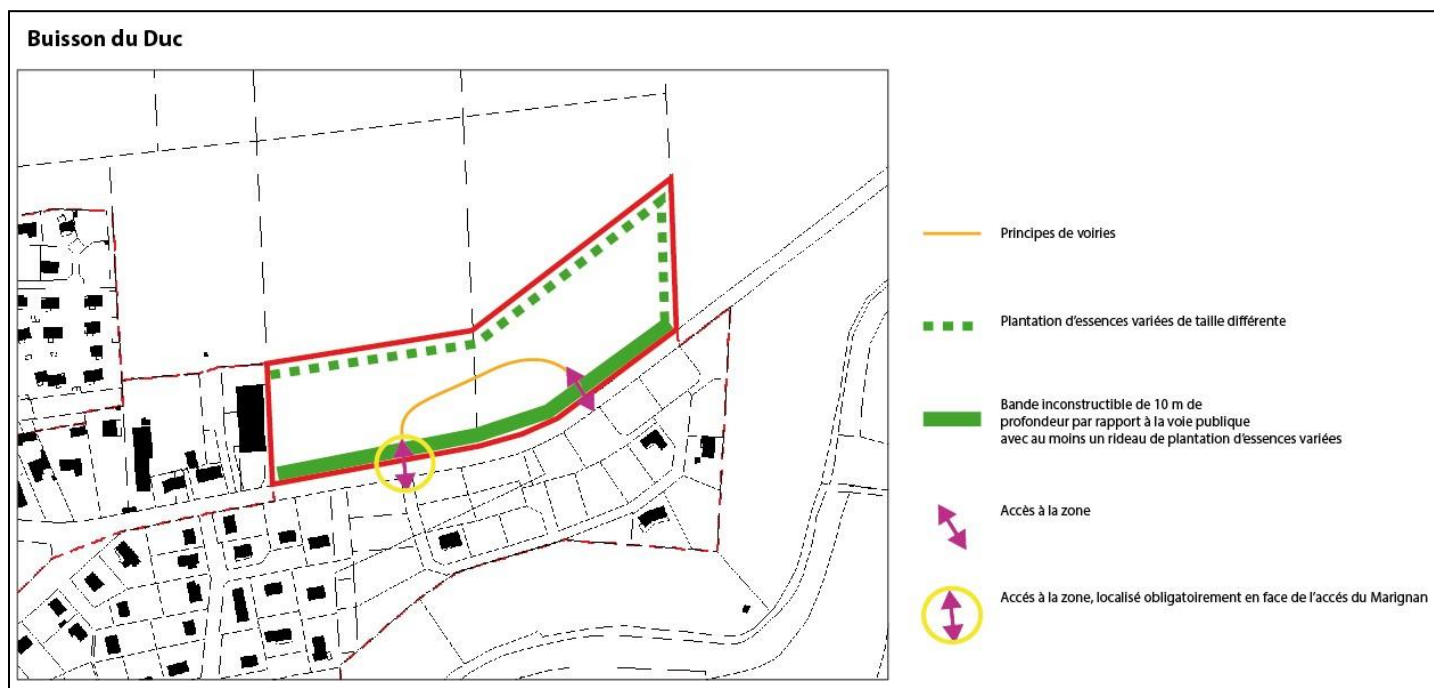 Buisson du Duc
Principes de voiries
Plantation d'essences variées de taille différente
Bande inconstructible de 10 m de
profondeur par rapport à la voie publique
avec au moins un rideau de plantation d'essences variées
Accès à la zone
Accés à la zone, localisé obligatoirement en face de l'accés du Marignan